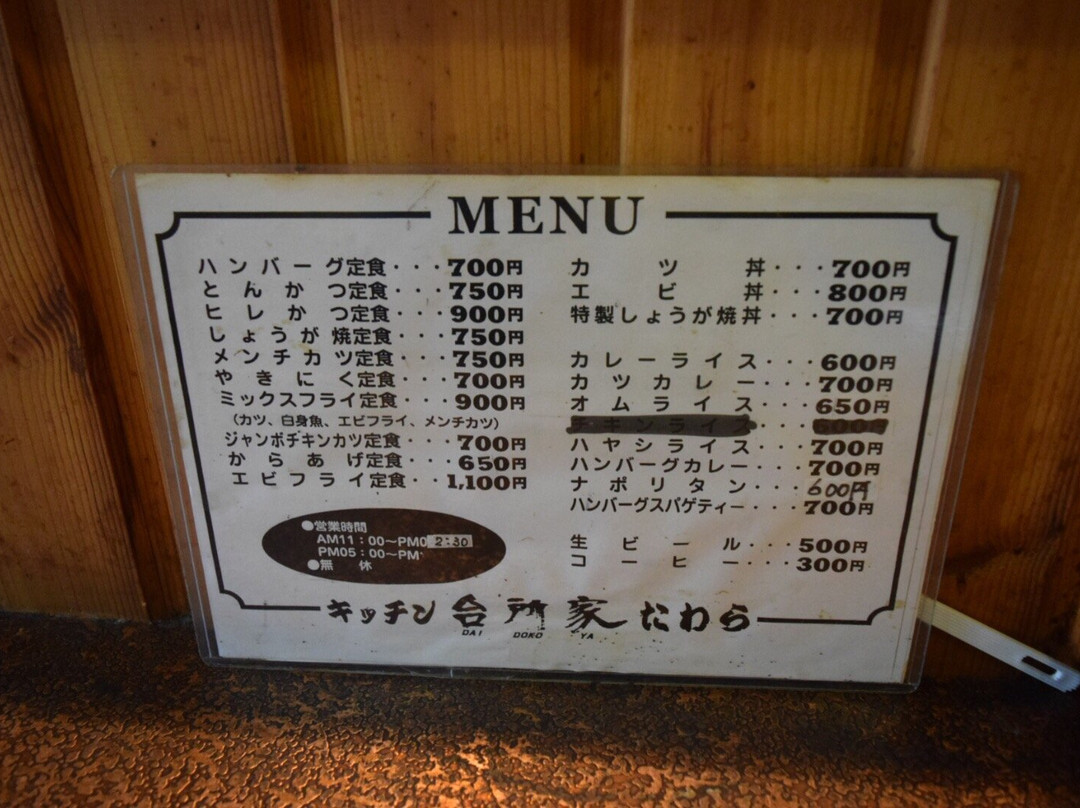 MENU
ハンバーグ定食・・・700円
とんかつ定食・・・750円
ヒレかつ定食・・・900円
しょうが焼定食・・・750円
メンチカツ定食・・・750円
やきにく定食・・・700円
ミックスフライ定食・・・900円
(カツ、白身魚、エビフライ、メンチカツ)
ジャンボチキンカツ定食・・・700円
からあげ定食・・・650円
エビフライ定食・・・1,100円
カツ丼・・・700円
エビ丼・・・800円
特製しょうが焼丼・・・700円
カレーライス・・・600円
カツカレー・・・700円
オムライス・・・650円
チキンライス・・・600円
ハヤシライス・・・700円
ハンバーグカレー・・・700円
ナポリタン・・・600円
ハンバーグスパゲティー・・・700円
生ビール・・・500円
コーヒー・・・300円
●営業時間
AM11:00〜PM02:30
PM05:00〜PM
●無休
キッチン 台所家 たわら
DAI DOKO YA